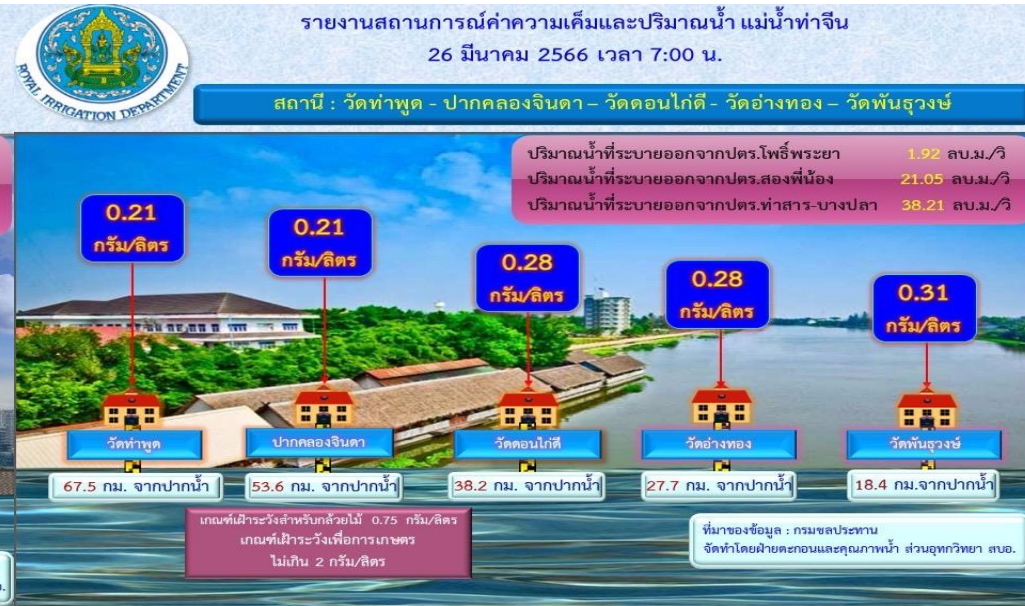 รายงานสถานการณ์ค่าความเค็มและปริมาณน้ำ แม่น้ำท่าจีน
26 มีนาคม 2566 เวลา 7:00 น.
ROYAL IRRIGATION DEPARTMENT
สถานี : วัดท่าพูด - ปากคลองจินดา – วัดดอนไก่ดี - วัดอ่างทอง – วัดพันธุวงษ์
ปริมาณน้ำที่ระบายออกจากปตร.โพธิ์พระยา 1.92 ลบ.ม./วิ
ปริมาณน้ำที่ระบายออกจากปตร.สองพี่น้อง 21.05 ลบ.ม./วิ
ปริมาณน้ำที่ระบายออกจากปตร.ท่าสาร-บางปลา 38.21 ลบ.ม./วิ
0.21
กรัม/ลิตร
0.21
กรัม/ลิตร
0.28
กรัม/ลิตร
0.28
กรัม/ลิตร
0.31
กรัม/ลิตร
วัดท่าพูด
ปากคลองจินดา
วัดดอนไก่ดี
วัดอ่างทอง
วัดพันธุวงษ์
67.5 กม. จากปากน้ำ
53.6 กม. จากปากน้ำ
38.2 กม. จากปากน้ำ
27.7 กม. จากปากน้ำ
18.4 กม.จากปากน้ำ
เกณฑ์เฝ้าระวังสำหรับกล้วยไม้ 0.75 กรัม/ลิตร
เกณฑ์เฝ้าระวังเพื่อการเกษตร
ไม่เกิน 2 กรัม/ลิตร
ที่มาของข้อมูล : กรมชลประทาน
จัดทำโดยฝ่ายตะกอนและคุณภาพน้ำ ส่วนอุทกวิทยา สบอ.